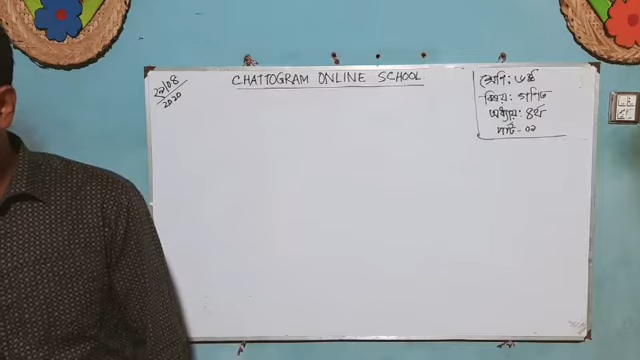 22/08
2020
CHATTOGRAM ONLINE SCHOOL
শ্রেণি: ৬ষ্ঠ
বিষয়: গণিত
অধ্যায়: ৪র্থ
পার্ট- ০২